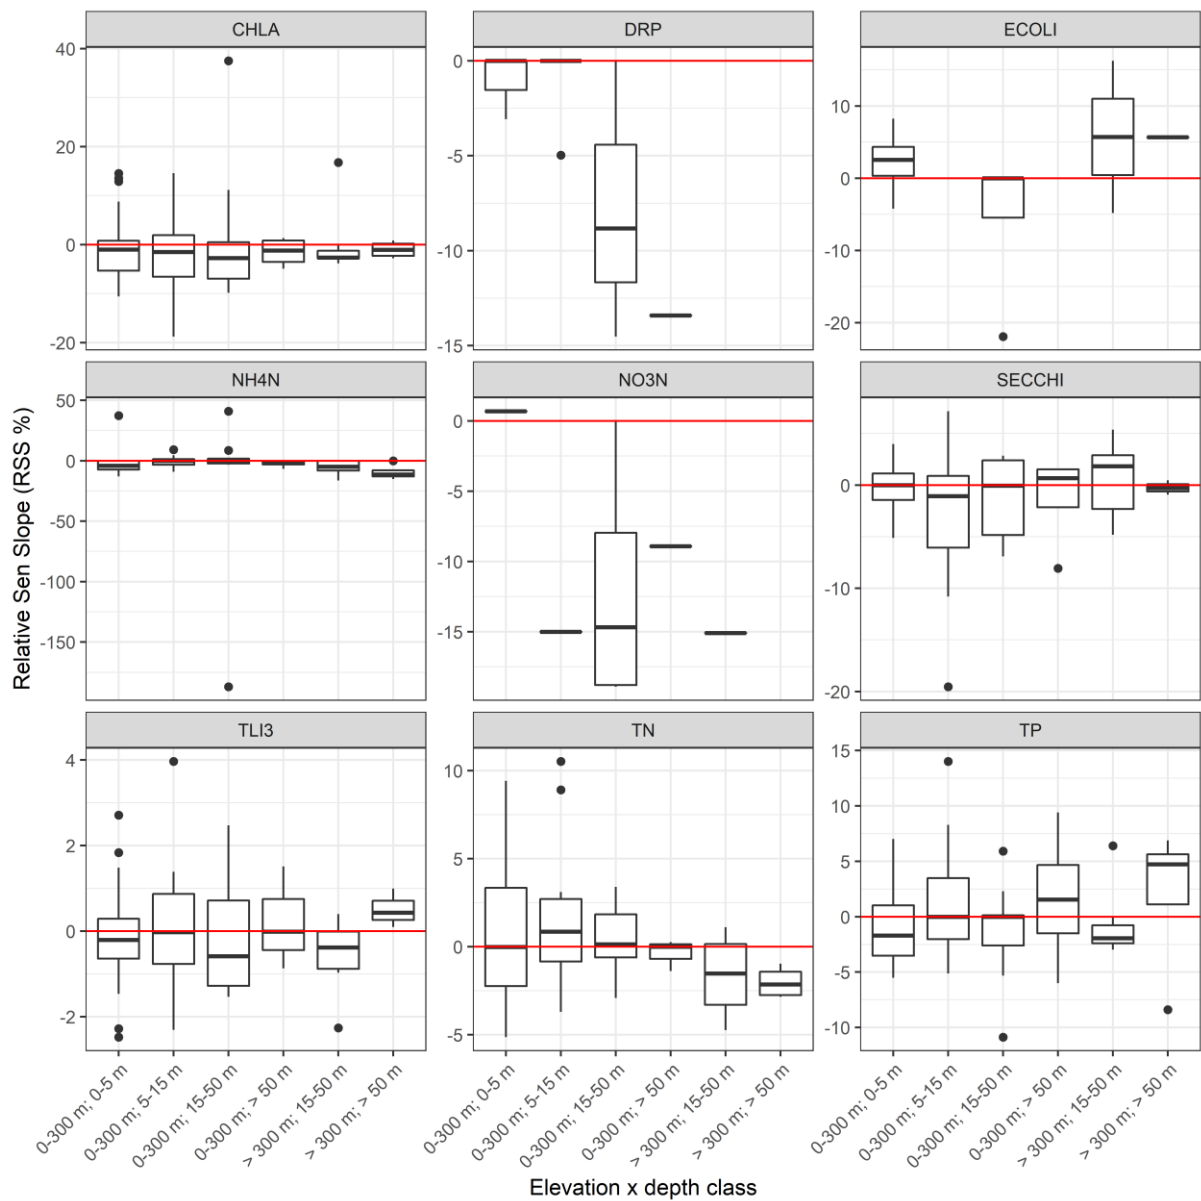 CHLA DRP ECOLI
40
20
0
-20
0
-5
-10
-15
10
0
-10
-20
NH4N NO3N SECCHI
50
0
-50
-100
-150
0
-5
-10
-15
0
-10
-20
Relative Sen Slope (RSS %)
TLI3 TN TP
4
2
0
-2
10
5
0
-5
15
10
5
0
-5
-10
0-300 m; 0-5 m
0-300 m; 5-15 m
0-300 m; 15-50 m
0-300 m; > 50 m
> 300 m; 15-50 m
> 300 m; > 50 m
0-300 m; 0-5 m
0-300 m; 5-15 m
0-300 m; 15-50 m
0-300 m; > 50 m
> 300 m; 15-50 m
> 300 m; > 50 m
0-300 m; 0-5 m
0-300 m; 5-15 m
0-300 m; 15-50 m
0-300 m; > 50 m
> 300 m; 15-50 m
> 300 m; > 50 m
Elevation x depth class